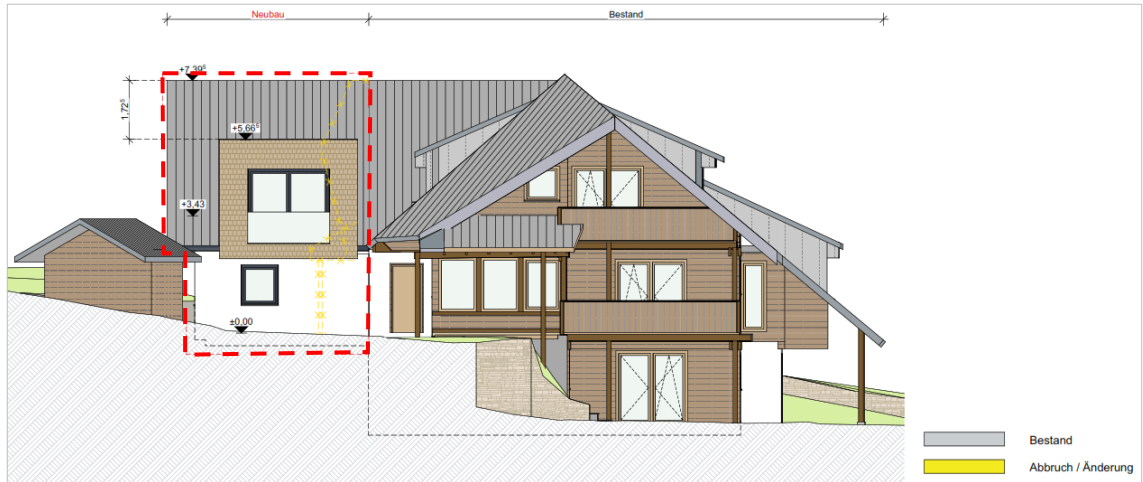 Neubau
Bestand
+7,39⁵
1,72⁵
+5,66⁵
+3,43
±0,00
Bestand
Abbruch / Änderung